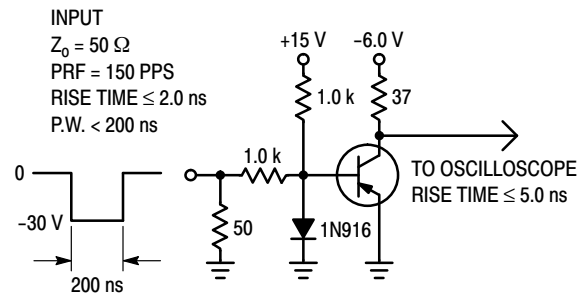 INPUT
Zo = 50 Ω
PRF = 150 PPS
RISE TIME ≤ 2.0 ns
P.W. < 200 ns
+15 V
−6.0 V
1.0 k
37
1.0 k
0
−30 V
50
1N916
200 ns
TO OSCILLOSCOPE
RISE TIME ≤ 5.0 ns